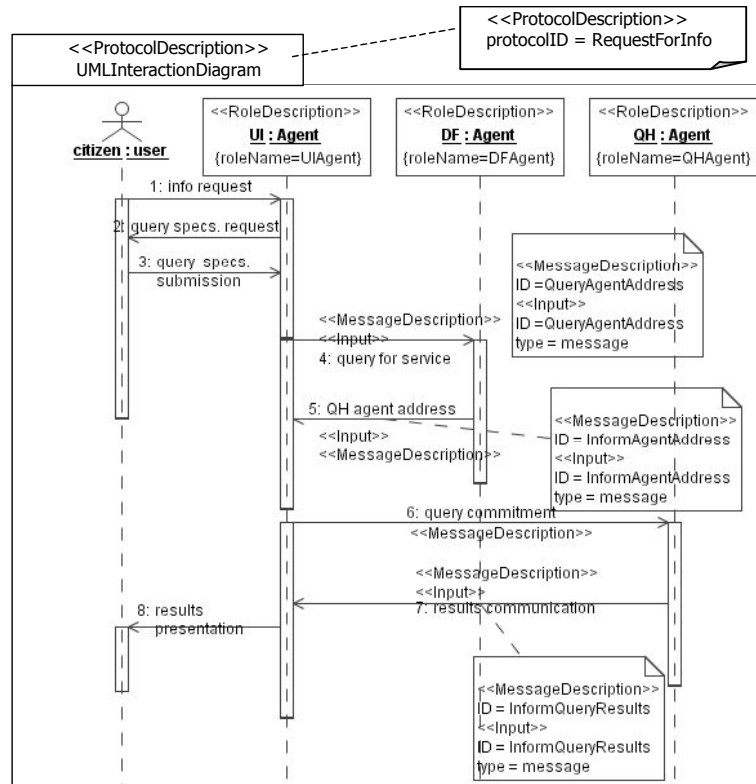 <<ProtocolDescription>>
protocolID = RequestForInfo
<<ProtocolDescription>>
UMLInteractionDiagram
citizen : user
<<RoleDescription>>
UI : Agent
{roleName=UIAgent}
<<RoleDescription>>
DF : Agent
{roleName=DFAgent}
<<RoleDescription>>
QH : Agent
{roleName=QHAgent}
1: info request
2: query specs. request
3: query specs.
submission
<<MessageDescription>>
ID =QueryAgentAddress
<<Input>>
ID =QueryAgentAddress
type = message
<<MessageDescription>>
<<Input>>
4: query for service
5: QH agent address
<<Input>>
<<MessageDescription>>
<<MessageDescription>>
ID = InformAgentAddress
<<Input>>
ID = InformAgentAddress
type = message
6: query commitment
<<MessageDescription>>
<<MessageDescription>>
<<Input>>
7: results communication
8: results
presentation
<<MessageDescription>>
ID = InformQueryResults
<<Input>>
ID = InformQueryResults
type = message